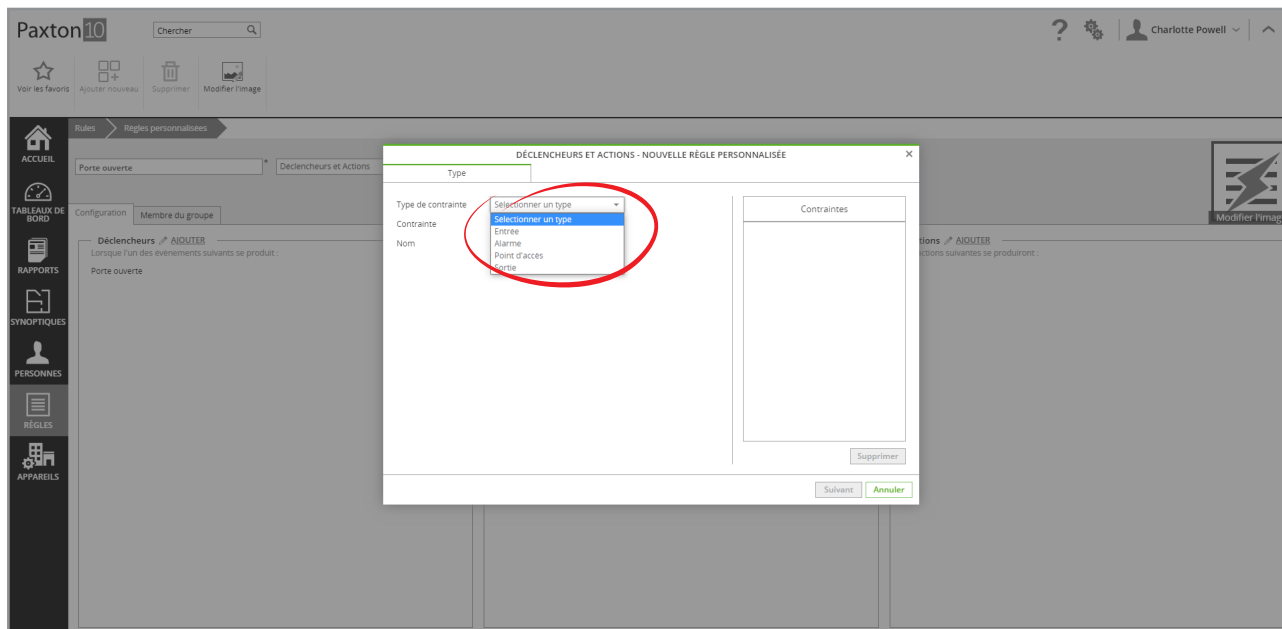 Paxton10
Chercher
Charlotte Powell
Voir les favoris
Ajouter nouveau
Supprimer
Modifier l'image
Rules
Règles personnalisées
ACCUEIL
TABLEAUX DE BORD
RAPPORTS
SYNOPTIQUES
PERSONNES
RÈGLES
APPAREILS
Porte ouverte
*
Déclencheurs et Actions
Modifier l'imag
Configuration
Membre du groupe
Déclencheurs AJOUTER
Lorsque l'un des événements suivants se produit :
Porte ouverte
tions AJOUTER
ctions suivantes se produiront :
DÉCLENCHEURS ET ACTIONS - NOUVELLE RÈGLE PERSONNALISÉE
Type
Type de contrainte
Sélectionner un type
Contrainte
Nom
Sélectionner un type
Entrée
Alarme
Point d'accès
Sortie
Contraintes
Supprimer
Suivant
Annuler